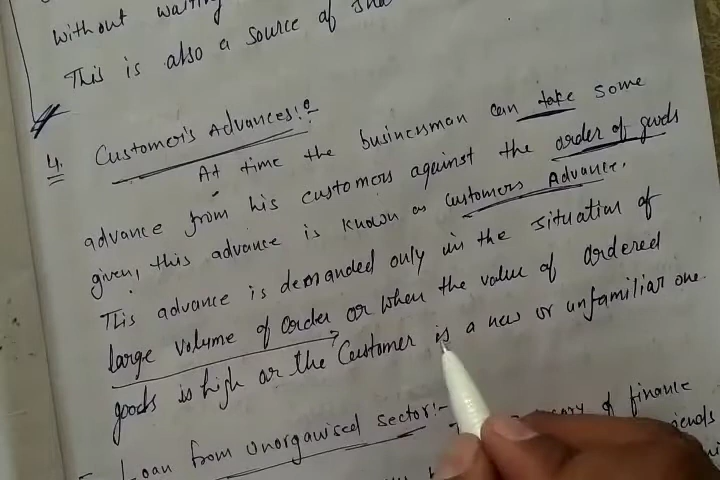 without waiting
This is also a source of
4. Customer's Advances :-
At time the businessman can take some
advance from his customers against the order of goods
given, this advance is known as customers Advance.
This advance is demanded only in the situation of
large volume of order or when the value of ordered
goods is high or the Customer is a new or unfamiliar one.
Loan from Unorganised sector :-
of finance